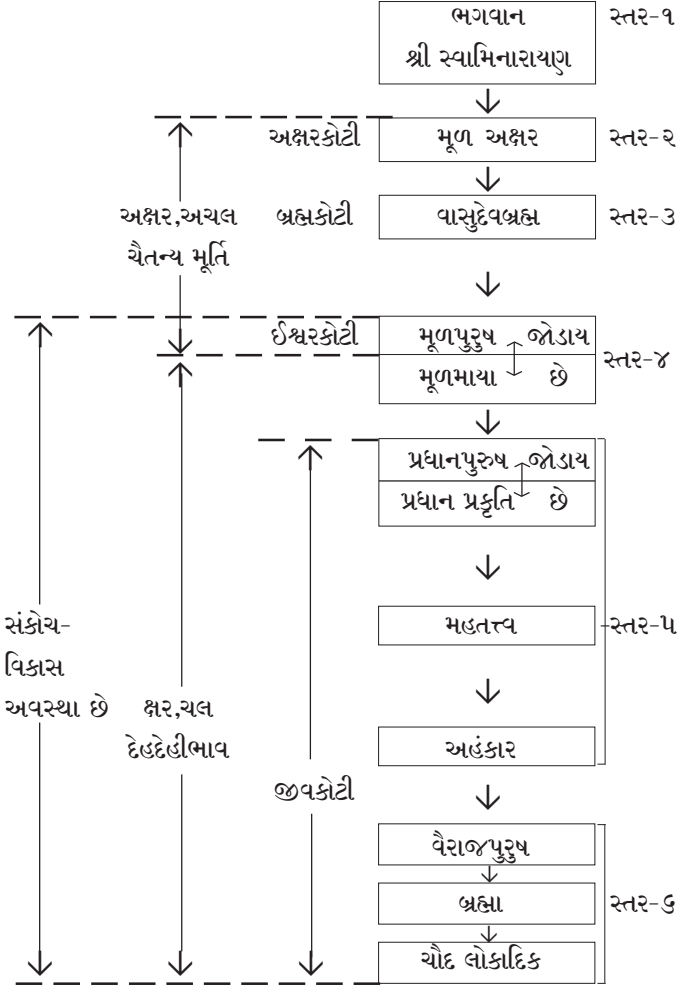 ભગવાન સ્તર-૧
શ્રી સ્વામિનારાયણ
અક્ષરકોટી મૂળ અક્ષર સ્તર-૨
અક્ષર,અચલ બ્રહ્મકોટી વાસુદેવબ્રહ્મ સ્તર-૩
ચૈતન્ય મૂર્તિ
ઈશ્વરકોટી મૂળપુરુષ જોડાય
મૂળમાયા છે સ્તર-૪
પ્રધાનપુરુષ જોડાય
પ્રધાન પ્રકૃતિ છે
સંકોચ- મહતત્ત્વ સ્તર-૫
વિકાસ
અવસ્થા છે ક્ષર,ચલ
દેહદેહીભાવ અહંકાર
જીવકોટી
વૈરાજપુરુષ
બ્રહ્મા સ્તર-૬
ચૌદ લોકાદિક